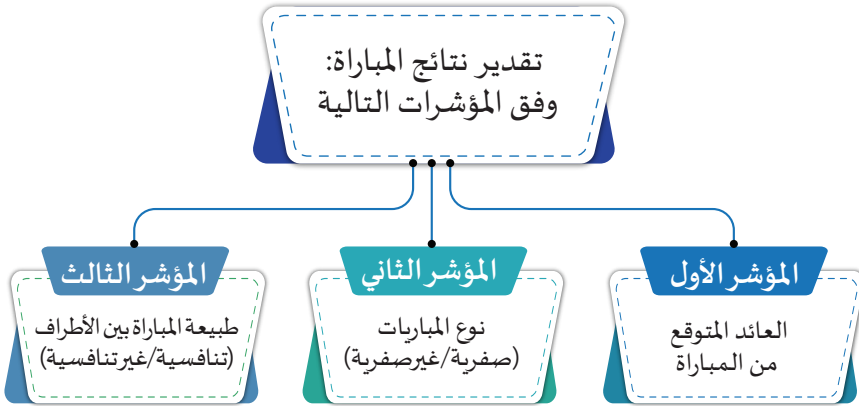 تقدير نتائج المباراة:
وفق المؤشرات التالية
المؤشر الأول
العائد المتوقع
من المباراة
المؤشر الثاني
نوع المباريات
(صفرية/غيرصفرية)
المؤشر الثالث
طبيعة المباراة بين الأطراف
(تنافسية/غيرتنافسية)